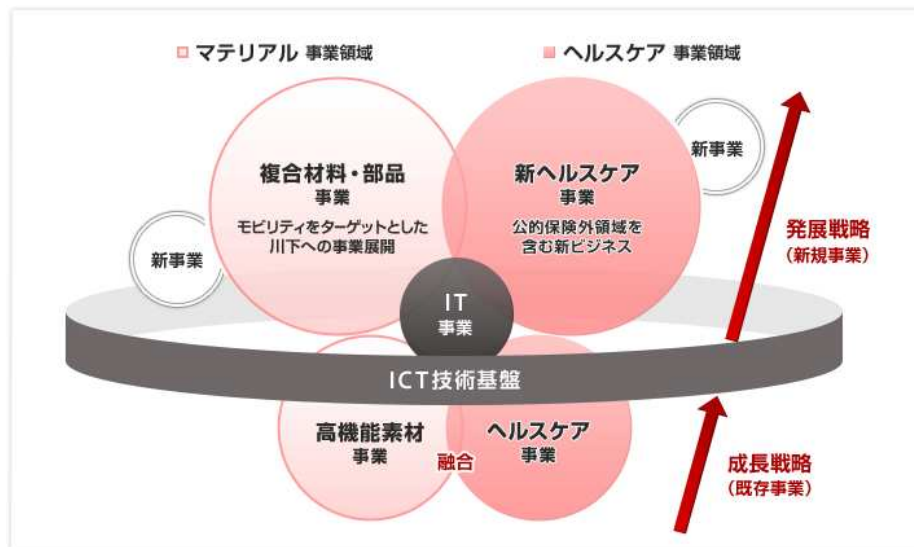 マテリアル 事業領域
ヘルスケア 事業領域
複合材料・部品
事業
モビリティをターゲットとした
川下への事業展開
新ヘルスケア
事業
公的保険外領域を
含む新ビジネス
新事業
新事業
発展戦略
(新規事業)
IT
事業
ICT技術基盤
高機能素材
事業
融合
ヘルスケア
事業
成長戦略
(既存事業)